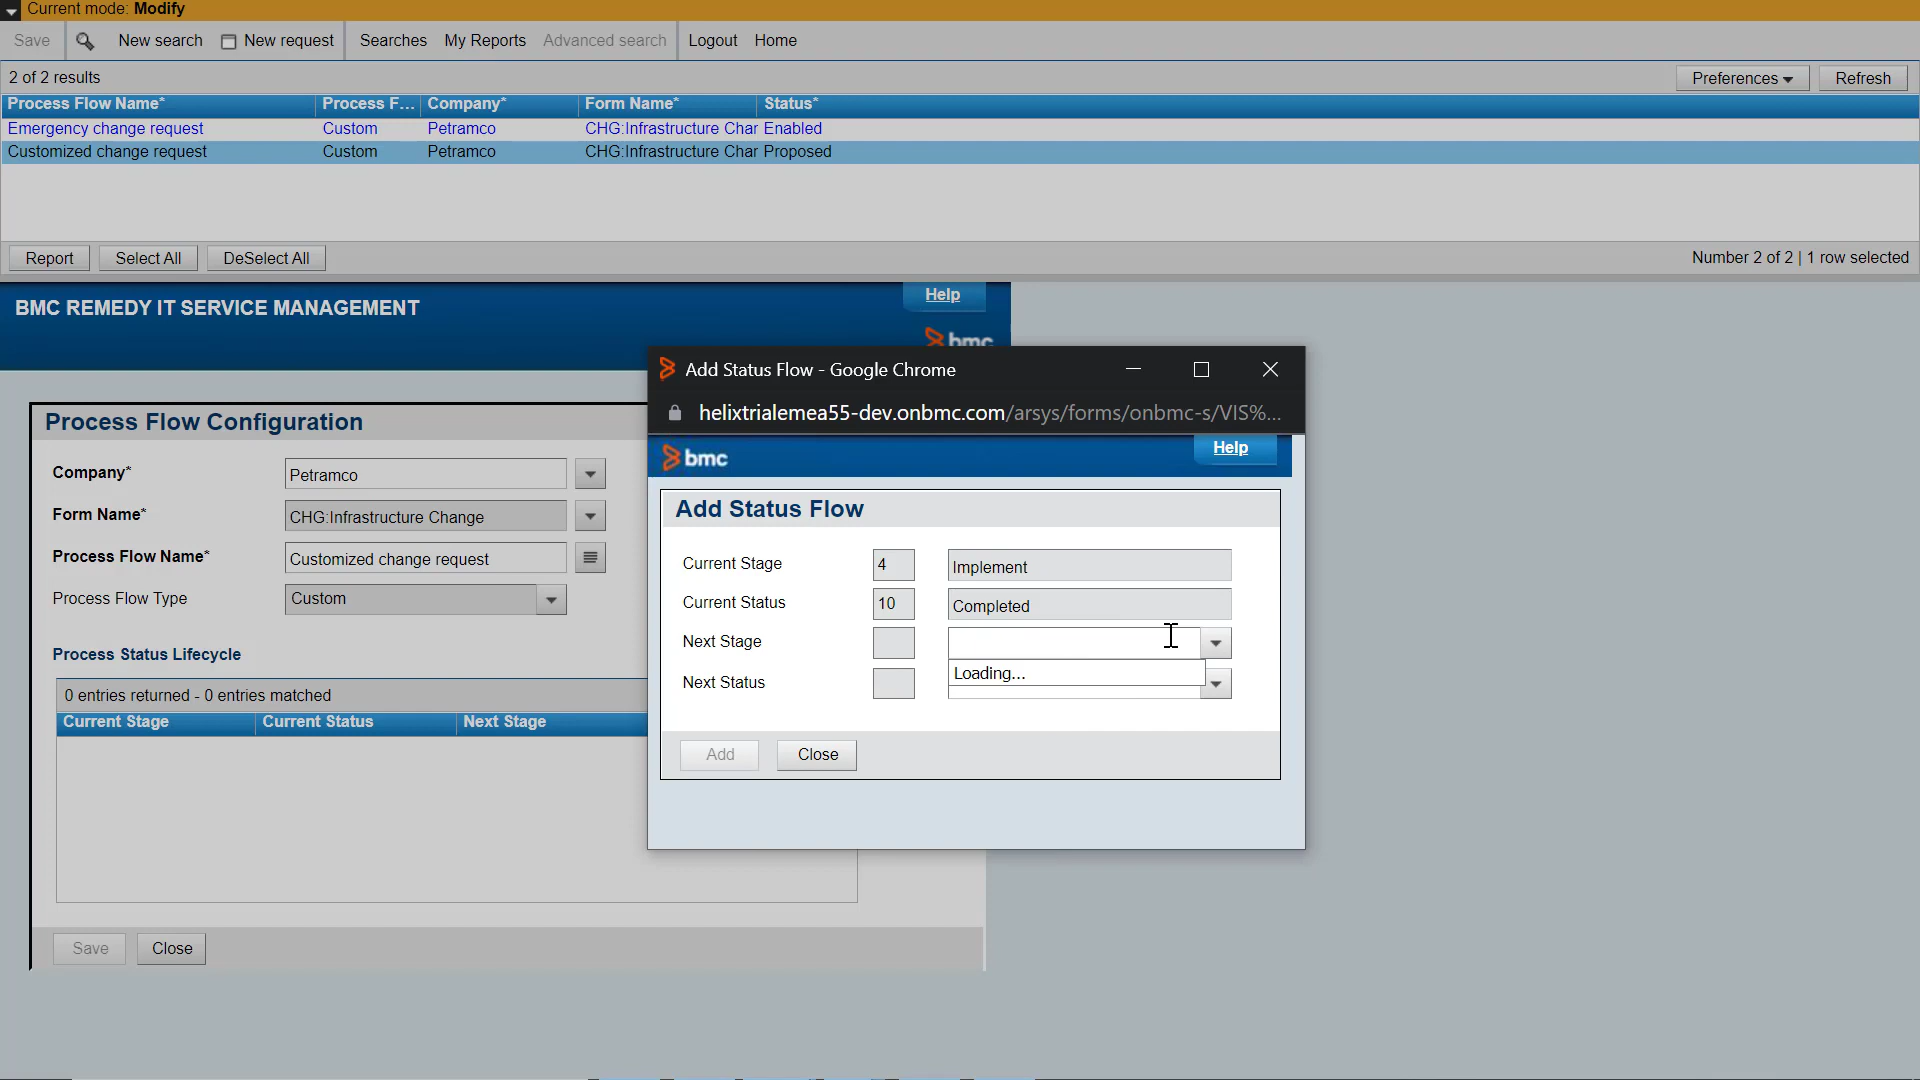 Current mode: Modify
Save New search New request Searches My Reports Advanced search Logout Home
2 of 2 results Preferences Refresh
Process Flow Name* Process F... Company* Form Name* Status*
Emergency change request Custom Petramco CHG:Infrastructure Char Enabled
Customized change request Custom Petramco CHG:Infrastructure Char Proposed
Report Select All DeSelect All Number 2 of 2 | 1 row selected
BMC REMEDY IT SERVICE MANAGEMENT Help
bmc
Process Flow Configuration
Company* Petramco
Form Name* CHG:Infrastructure Change
Process Flow Name* Customized change request
Process Flow Type Custom
Process Status Lifecycle
0 entries returned - 0 entries matched
Current Stage Current Status Next Stage
Save Close
Add Status Flow - Google Chrome
helixtrialemea55-dev.onbmc.com/arsys/forms/onbmc-s/VIS%...
bmc Help
Add Status Flow
Current Stage 4 Implement
Current Status 10 Completed
Next Stage
Loading...
Next Status
Add Close